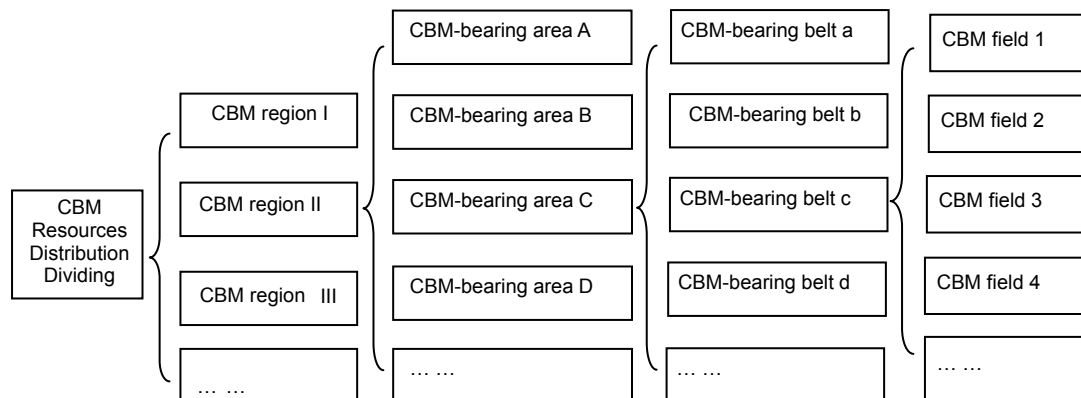 CBM
Resources
Distribution
Dividing
CBM region I
CBM region II
CBM region III
... ...
CBM-bearing area A
CBM-bearing area B
CBM-bearing area C
CBM-bearing area D
... ...
CBM-bearing belt a
CBM-bearing belt b
CBM-bearing belt c
CBM-bearing belt d
... ...
CBM field 1
CBM field 2
CBM field 3
CBM field 4
... ...